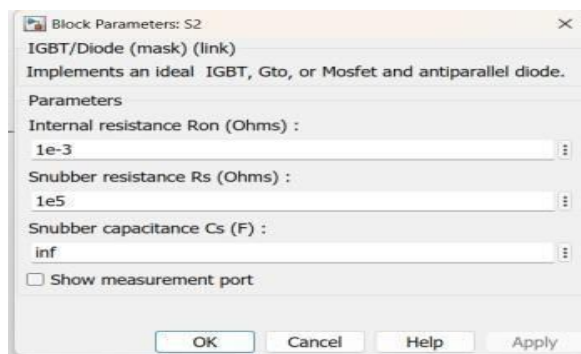 Block Parameters: S2
IGBT/Diode (mask) (link)
Implements an ideal IGBT, Gto, or Mosfet and antiparallel diode.
Parameters
Internal resistance Ron (Ohms) :
1e-3
Snubber resistance Rs (Ohms) :
1e5
Snubber capacitance Cs (F) :
inf
Show measurement port
OK Cancel Help Apply